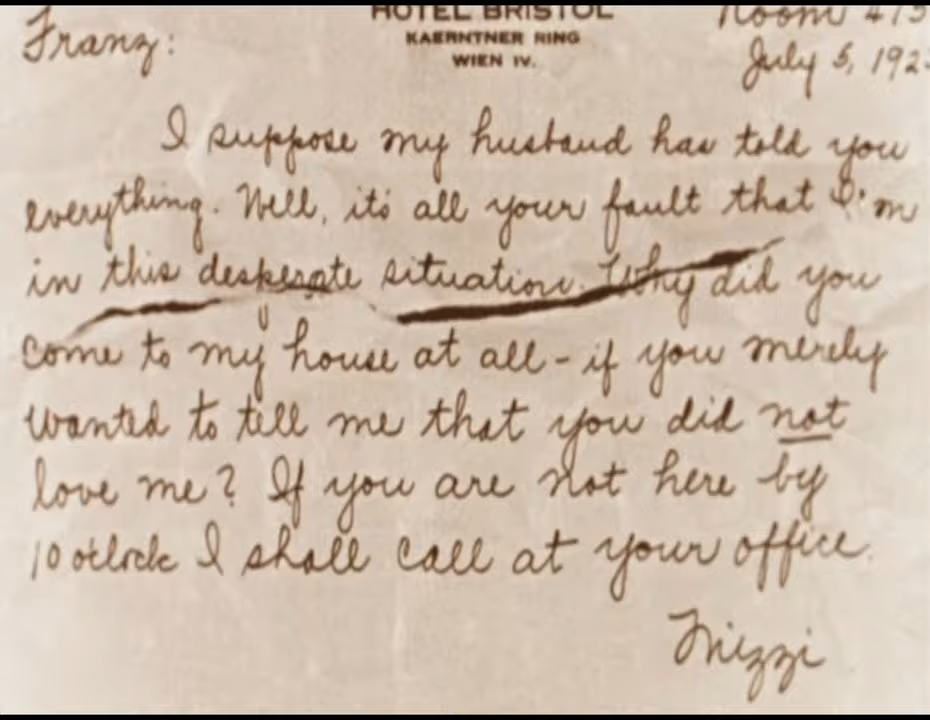 HOTEL BRISTOL
KAERNTNER RING
WIEN IV.
Room
July 5, 192
Franz:
I suppose my husband has told you
everything. Well, it's all your fault that I'm
in this desperate situation. Why did you
come to my house at all - if you merely
wanted to tell me that you did not
love me? If you are not here by
10 o'clock I shall call at your office.
Mizzi